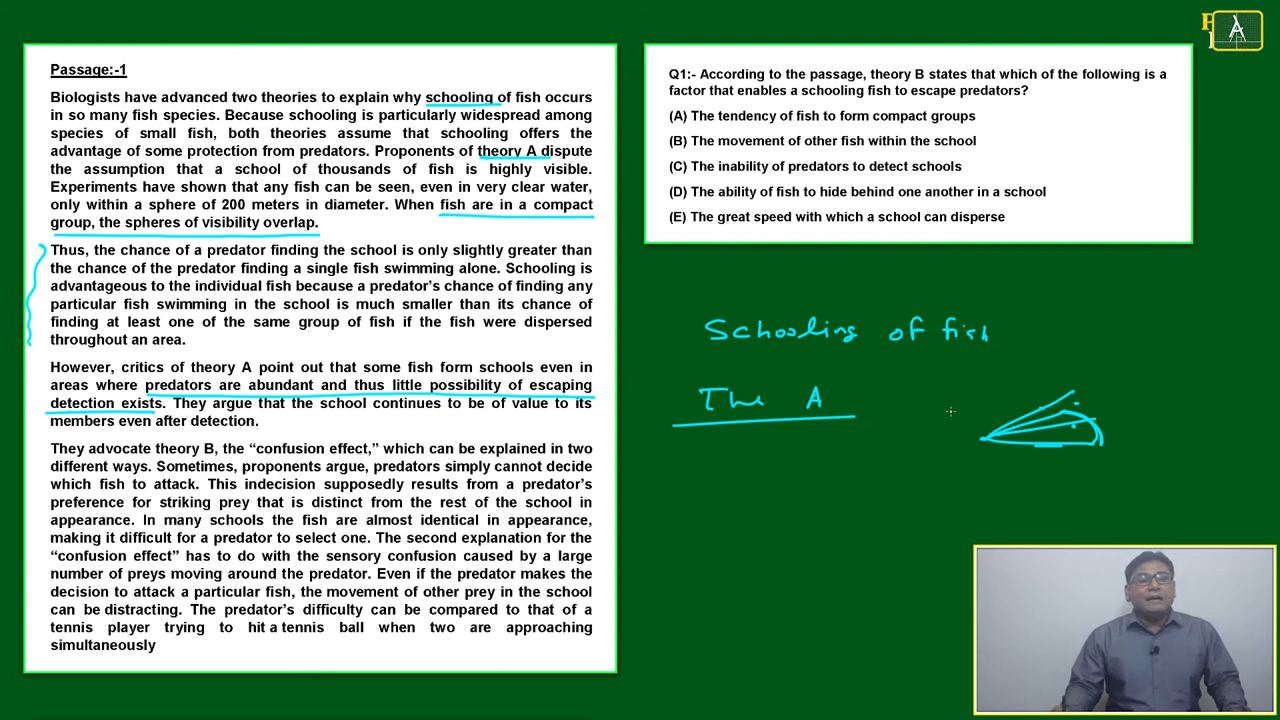 Passage:-1
Biologists have advanced two theories to explain why schooling of fish occurs
in so many fish species. Because schooling is particularly widespread among
species of small fish, both theories assume that schooling offers the
advantage of some protection from predators. Proponents of theory A dispute
the assumption that a school of thousands of fish is highly visible.
Experiments have shown that any fish can be seen, even in very clear water,
only within a sphere of 200 meters in diameter. When fish are in a compact
group, the spheres of visibility overlap.
Thus, the chance of a predator finding the school is only slightly greater than
the chance of the predator finding a single fish swimming alone. Schooling is
advantageous to the individual fish because a predator's chance of finding any
particular fish swimming in the school is much smaller than its chance of
finding at least one of the same group of fish if the fish were dispersed
throughout an area.
However, critics of theory A point out that some fish form schools even in
areas where predators are abundant and thus little possibility of escaping
detection exists. They argue that the school continues to be of value to its
members even after detection.
They advocate theory B, the “confusion effect,” which can be explained in two
different ways. Sometimes, proponents argue, predators simply cannot decide
which fish to attack. This indecision supposedly results from a predator's
preference for striking prey that is distinct from the rest of the school in
appearance. In many schools the fish are almost identical in appearance,
making it difficult for a predator to select one. The second explanation for the
“confusion effect” has to do with the sensory confusion caused by a large
number of preys moving around the predator. Even if the predator makes the
decision to attack a particular fish, the movement of other prey in the school
can be distracting. The predator's difficulty can be compared to that of a
tennis player trying to hit a tennis ball when two are approaching
simultaneously
Q1:- According to the passage, theory B states that which of the following is a
factor that enables a schooling fish to escape predators?
(A) The tendency of fish to form compact groups
(B) The movement of other fish within the school
(C) The inability of predators to detect schools
(D) The ability of fish to hide behind one another in a school
(E) The great speed with which a school can disperse
Schooling of fish
The A